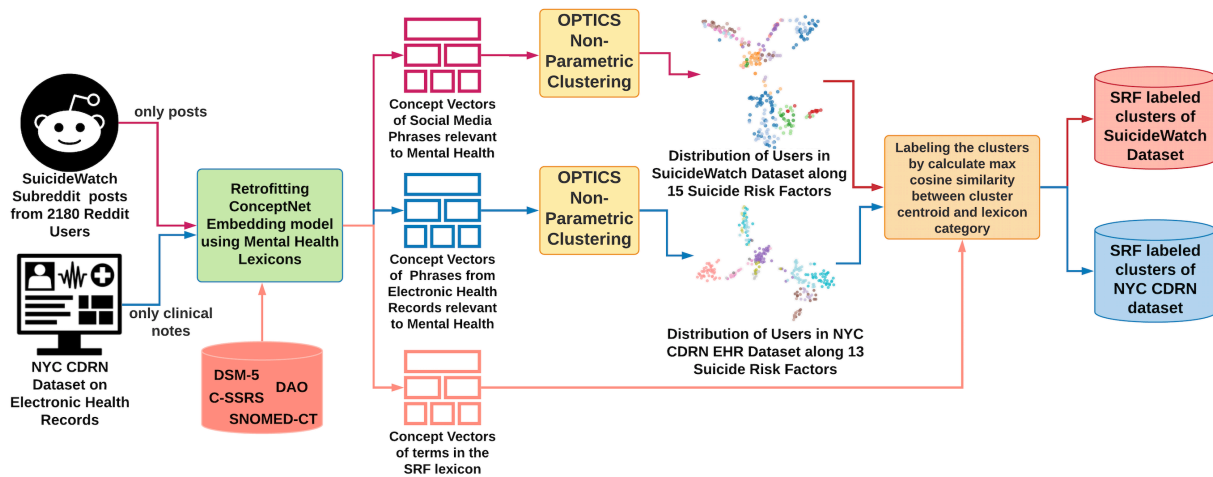 only posts
SuicideWatch
Subreddit posts
from 2180 Reddit
Users
only clinical
notes
NYC CDRN
Dataset on
Electronic Health
Records
Retrofitting
ConceptNet
Embedding model
using Mental Health
Lexicons
DSM-5
DAO
C-SSRS
SNOMED-CT
Concept Vectors
of Social Media
Phrases relevant
to Mental Health
Concept Vectors
of Phrases from
Electronic Health
Records relevant
to Mental Health
Concept Vectors
of terms in the
SRF lexicon
OPTICS
Non-
Parametric
Clustering
OPTICS
Non-
Parametric
Clustering
Distribution of Users in
SuicideWatch Dataset along
15 Suicide Risk Factors
Distribution of Users in NYC
CDRN EHR Dataset along 13
Suicide Risk Factors
Labeling the clusters
by calculate max
cosine similarity
between cluster
centroid and lexicon
category
SRF labeled
clusters of
SuicideWatch
Dataset
SRF labeled
clusters of
NYC CDRN
dataset